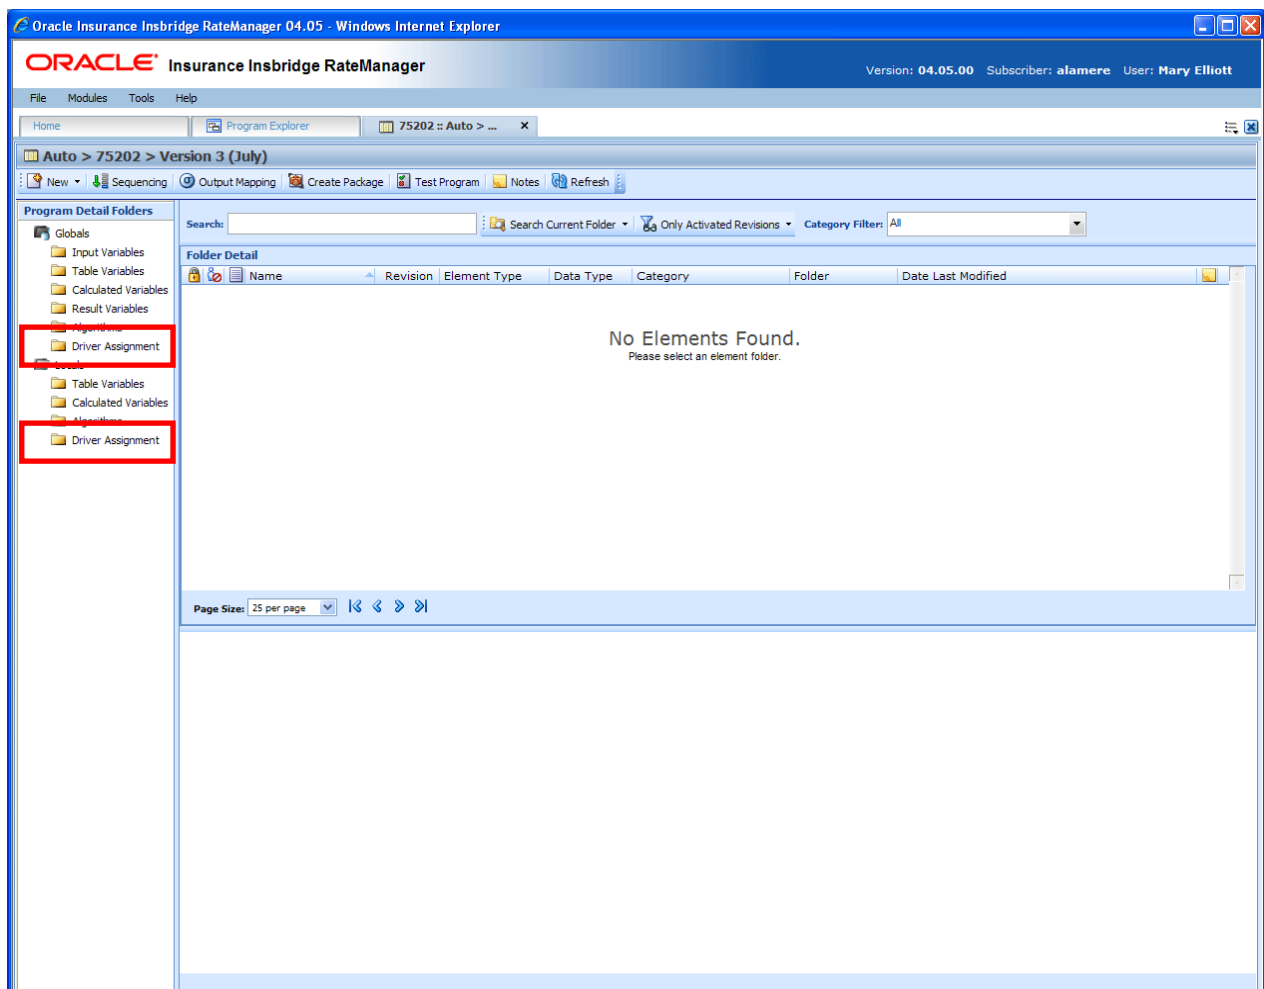 Oracle Insurance Insbridge RateManager 04.05 - Windows Internet Explorer
ORACLE Insurance Insbridge RateManager
Version: 04.05.00 Subscriber: alamere User: Mary Elliott
File Modules Tools Help
Home Program Explorer 75202 :: Auto > ... X
Auto > 75202 > Version 3 (July)
New Sequencing Output Mapping Create Package Test Program Notes Refresh
Program Detail Folders
Globals
Input Variables
Table Variables
Calculated Variables
Result Variables
Algorithms
Driver Assignment
Locals
Table Variables
Calculated Variables
Algorithms
Driver Assignment
Search: Search Current Folder Only Activated Revisions Category Filter: All
Folder Detail
Name Revision Element Type Data Type Category Folder Date Last Modified
No Elements Found.
Please select an element folder.
Page Size: 25 per page